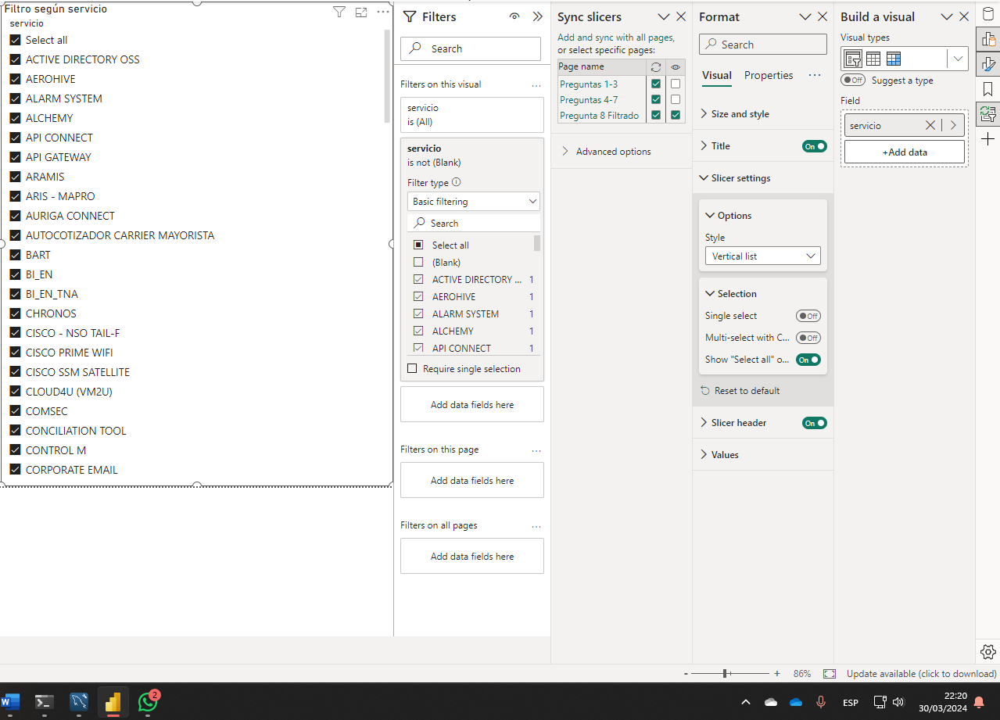 Filtro según servicio
servicio
Select all
ACTIVE DIRECTORY OSS
AEROHIVE
ALARM SYSTEM
ALCHEMY
API CONNECT
API GATEWAY
ARAMIS
ARIS - MAPRO
AURIGA CONNECT
AUTOCOTIZADOR CARRIER MAYORISTA
BART
BI_EN
BI_EN_TNA
CHRONOS
CISCO - NSO TAIL-F
CISCO PRIME WIFI
CISCO SSM SATELLITE
CLOUD4U (VM2U)
COMSEC
CONCILIATION TOOL
CONTROL M
CORPORATE EMAIL
Filters
Search
Filters on this visual
servicio
is (All)
servicio
is not (Blank)
Filter type
Basic filtering
Search
Select all
(Blank)
ACTIVE DIRECTORY ... 1
AEROHIVE 1
ALARM SYSTEM 1
ALCHEMY 1
API CONNECT 1
Require single selection
Add data fields here
Filters on this page
Add data fields here
Filters on all pages
Add data fields here
Sync slicers
Add and sync with all pages,
or select specific pages:
Page name
Preguntas 1-3
Preguntas 4-7
Pregunta 8 Filtrado
Advanced options
Format
Search
Visual Properties
Size and style
Title On
Slicer settings
Options
Style
Vertical list
Selection
Single select Off
Multi-select with C... Off
Show "Select all" o... On
Reset to default
Slicer header On
Values
Build a visual
Visual types
Off Suggest a type
Field
servicio
+Add data
- + 86% Update available (click to download)
W 2 ESP 22:20
30/03/2024